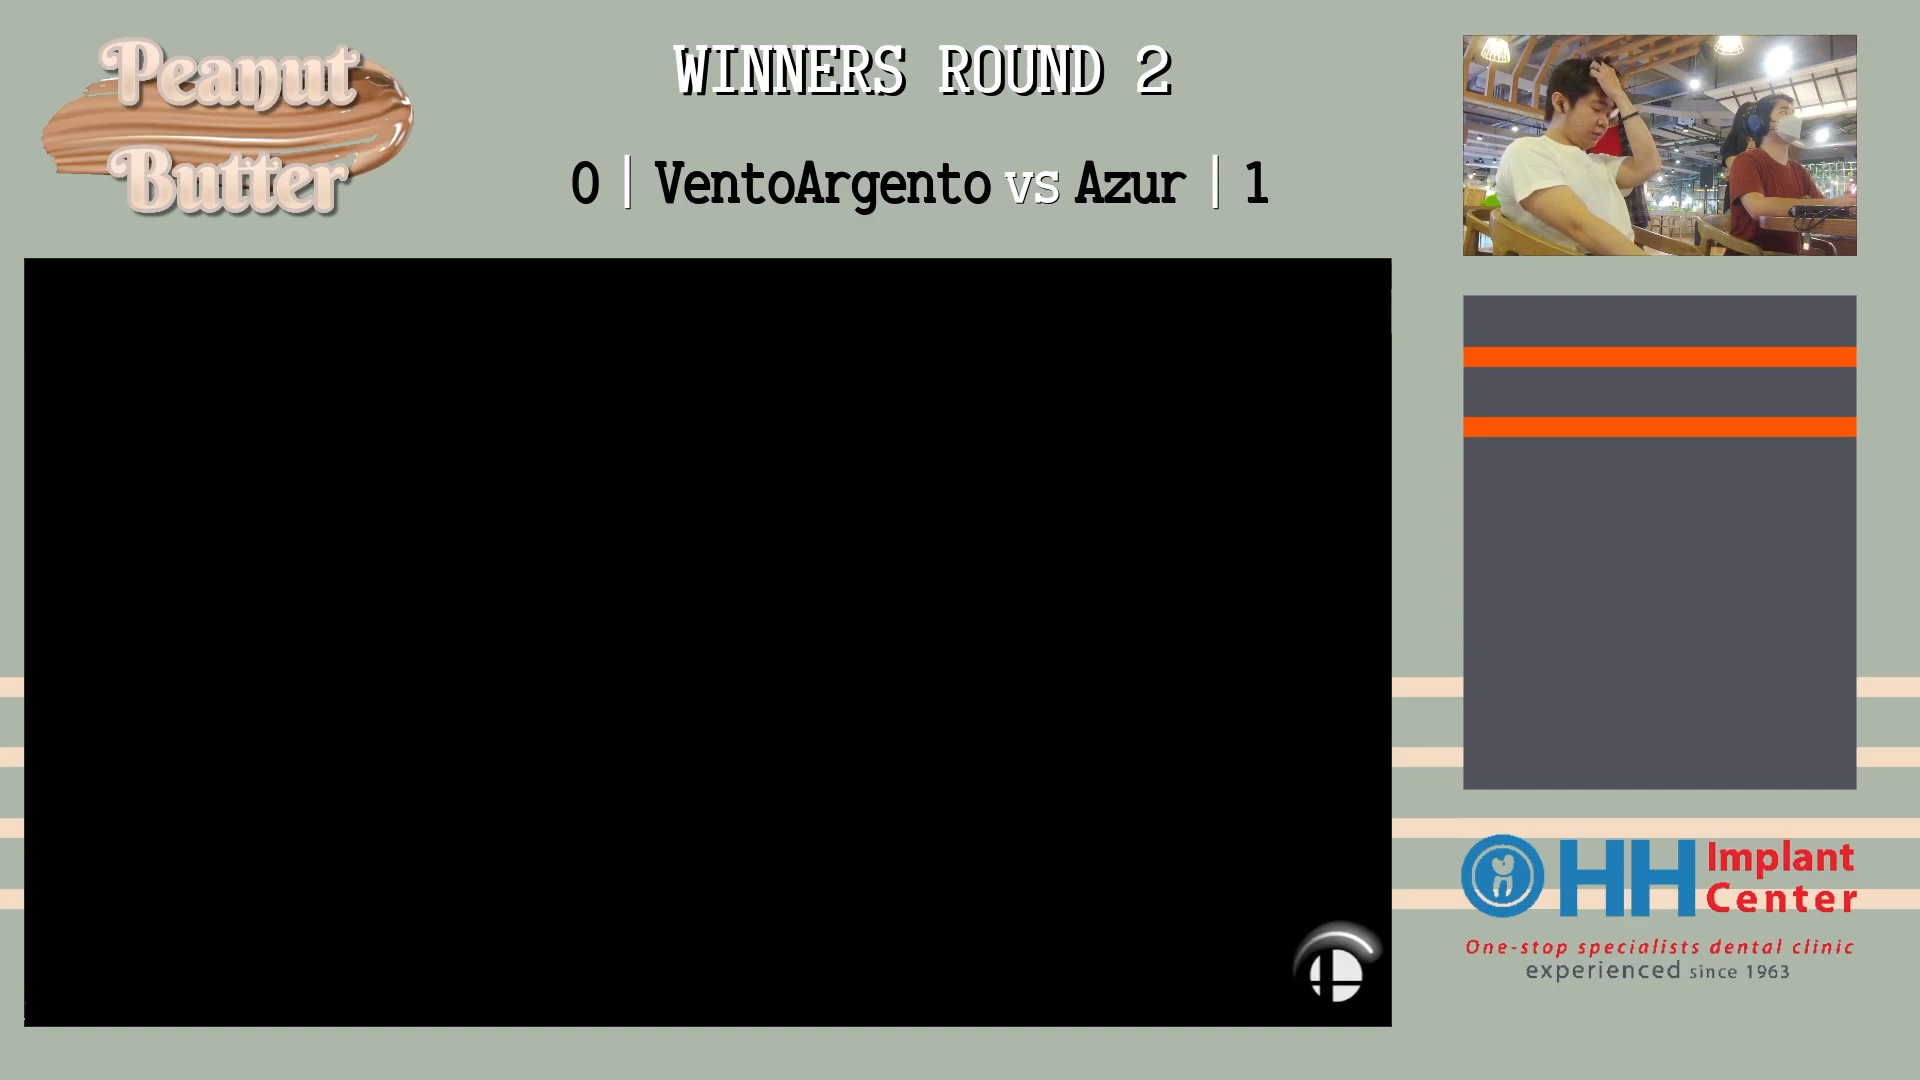 Peanut
Butter
WINNERS ROUND 2
0 | VentoArgento vs Azur | 1
HH Implant
Center
One-stop specialists dental clinic
experienced since 1963